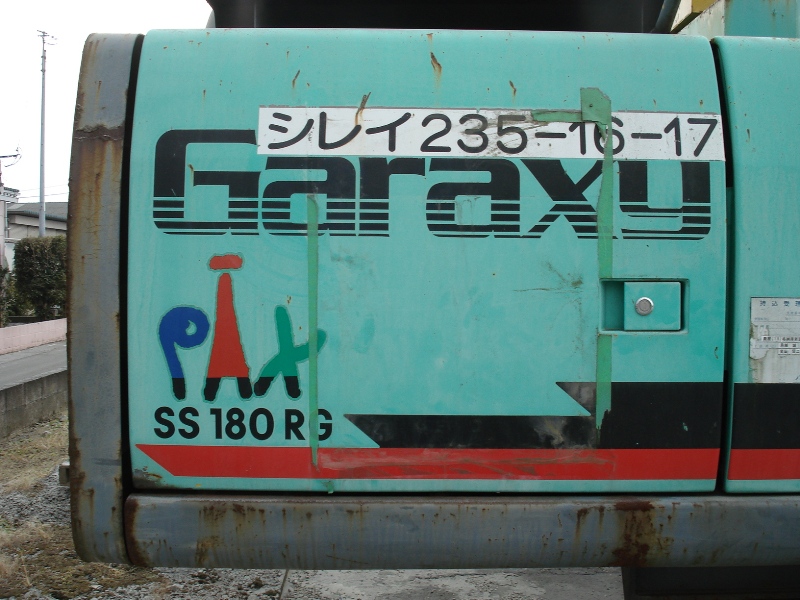 シレイ235-16-17
Garaxy
PAX
SS 180 RG